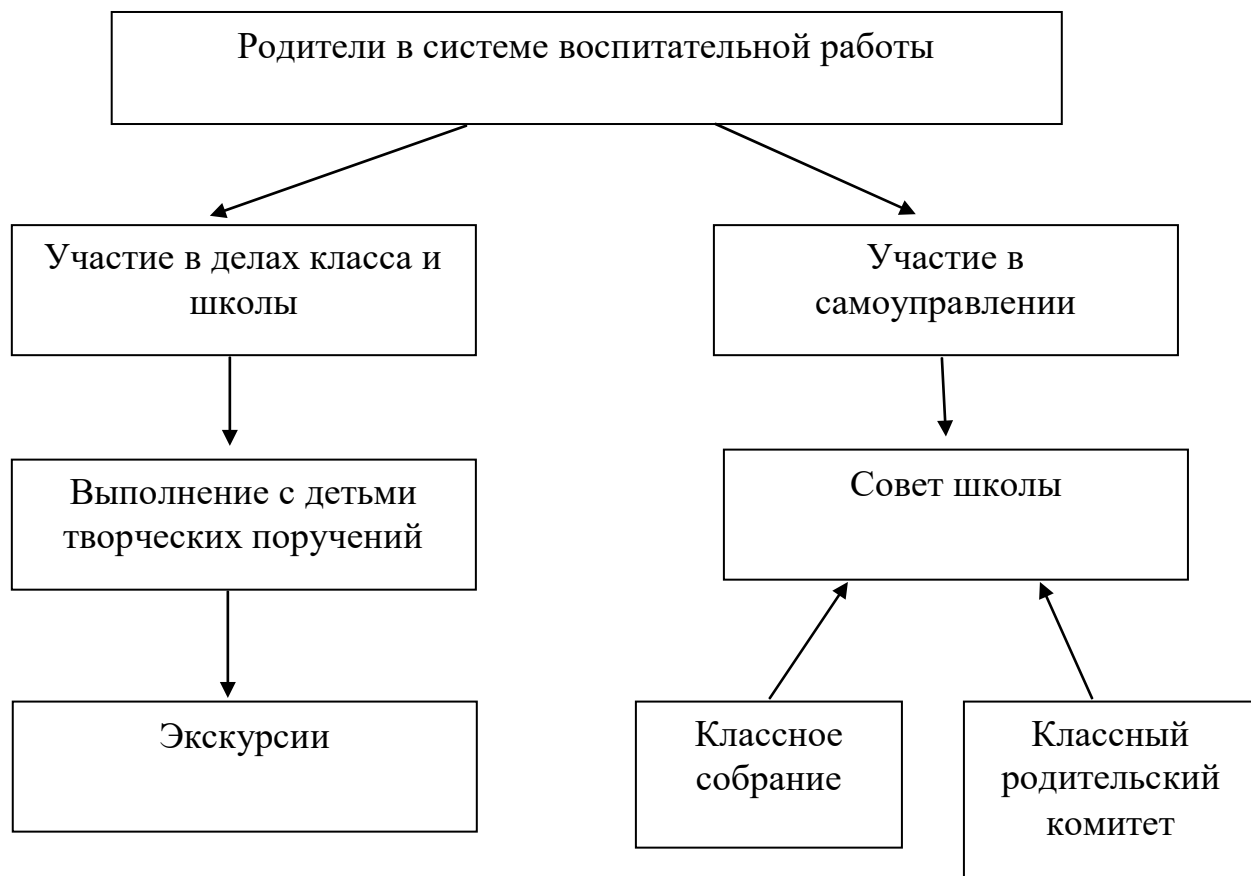 Родители в системе воспитательной работы
Участие в делах класса и
школы
Участие в
самоуправлении
Выполнение с детьми
творческих поручений
Совет школы
Экскурсии
Классное
собрание
Классный
родительский
комитет